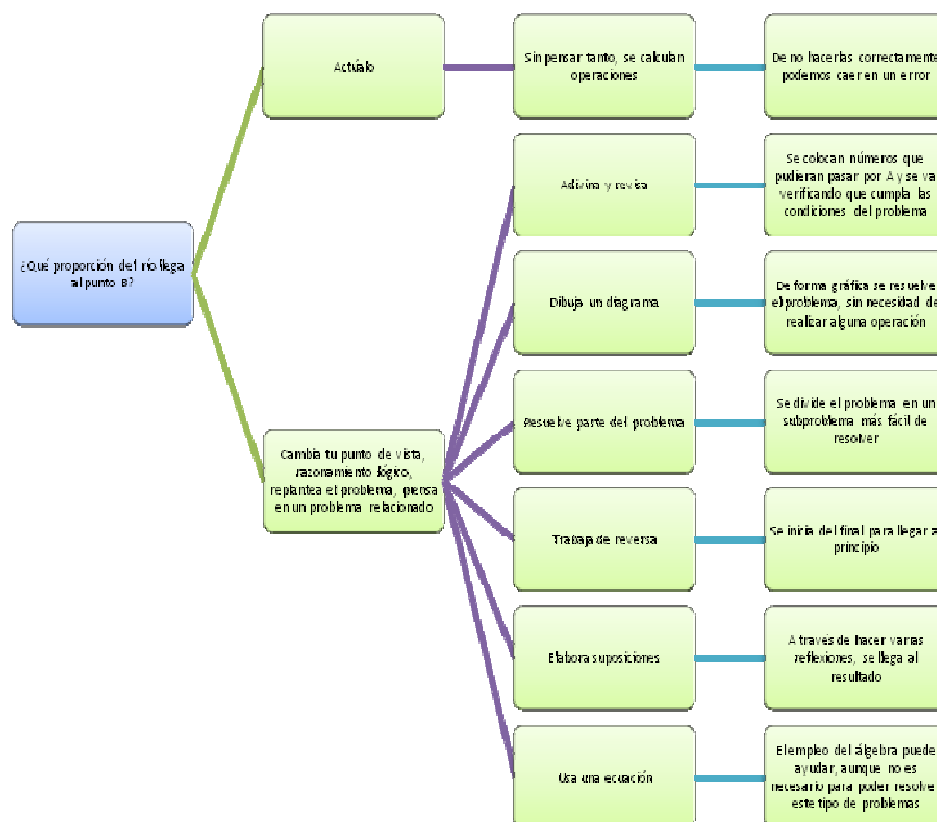 ¿Qué proporción del río llega
al punto B?
Actúalo
Sin pensar tanto, se calculan
operaciones
De no hacerlas correctamente
podemos caer en un error
Cambia tu punto de vista,
razonamiento lógico,
replantea el problema, piensa
en un problema relacionado
Adivina y revisa
Se colocan números que
pudieran pasar por A y se va
verificando que cumpla las
condiciones del problema
Dibuja un diagrama
De forma gráfica se resuelve
el problema, sin necesidad de
realizar alguna operación
Resuelve parte del problema
Se divide el problema en un
subproblema más fácil de
resolver
Trabaja de reversa
Se inicia del final para llegar a
principio
Elabora suposiciones
A través de hacer varias
reflexiones, se llega al
resultado
Usa una ecuación
El empleo del álgebra puede
ayudar, aunque no es
necesario para poder resolve
este tipo de problemas